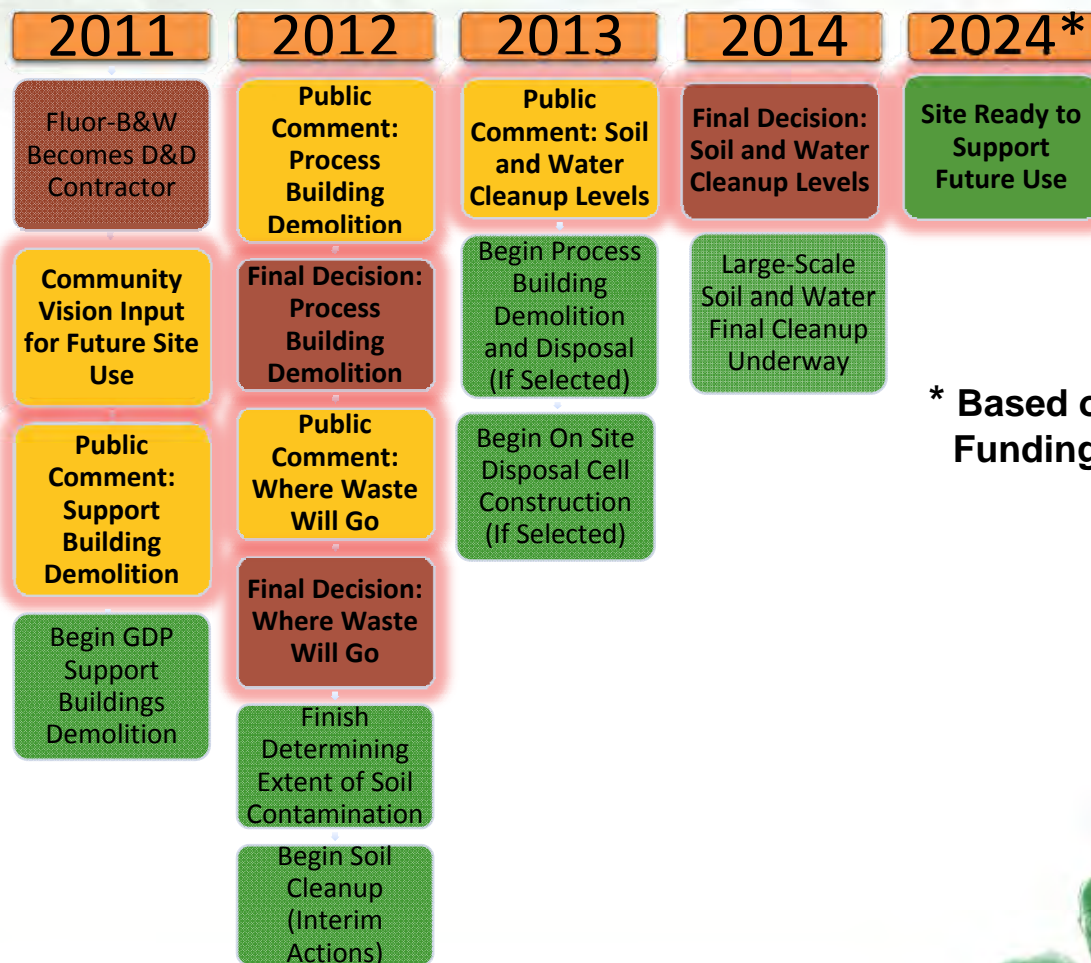 2011
Fluor-B&W
Becomes D&D
Contractor
Community
Vision Input
for Future Site
Use
Public
Comment:
Support
Building
Demolition
Begin GDP
Support
Buildings
Demolition
2012
Public
Comment:
Process
Building
Demolition
Final Decision:
Process
Building
Demolition
Public
Comment:
Where Waste
Will Go
Final Decision:
Where Waste
Will Go
Finish
Determining
Extent of Soil
Contamination
Begin Soil
Cleanup
(Interim
Actions)
2013
Public
Comment: Soil
and Water
Cleanup Levels
Begin Process
Building
Demolition
and Disposal
(If Selected)
Begin On Site
Disposal Cell
Construction
(If Selected)
2014
Final Decision:
Soil and Water
Cleanup Levels
Large-Scale
Soil and Water
Final Cleanup
Underway
2024*
Site Ready to
Support
Future Use
* Based
Funding